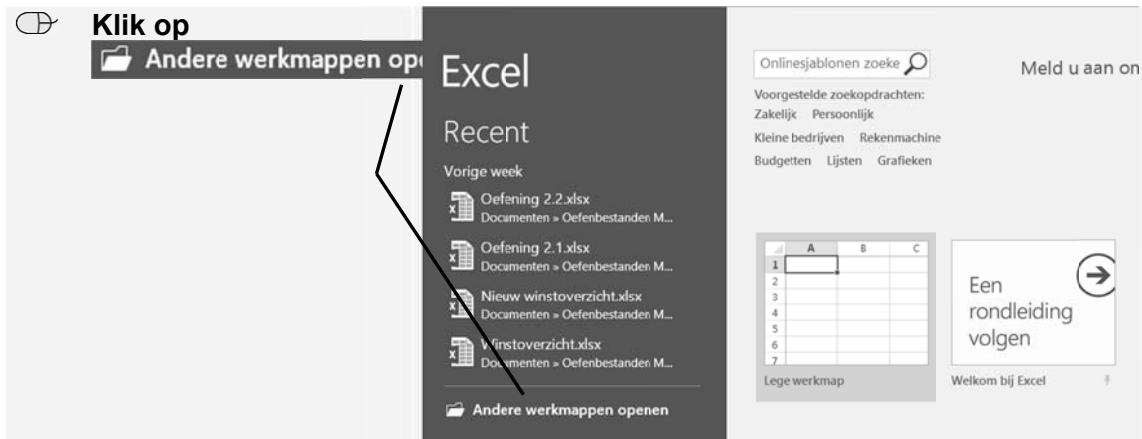 Klik op
Andere werkmappen op
Excel
Recent
Vorige week
Oefening 2.2.xlsx
Documenten » Oefenbestanden M...
Oefening 2.1.xlsx
Documenten » Oefenbestanden M...
Nieuw winstoverzicht.xlsx
Documenten » Oefenbestanden M...
Winstoverzicht.xlsx
Documenten » Oefenbestanden M...
Andere werkmappen openen
Onlinesjablonen zoeke
Meld u aan om
Voorgestelde zoekopdrachten:
Zakelijk Persoonlijk
Kleine bedrijven Rekenmachine
Budgetten Lijsten Grafieken
A B C
1
2
3
4
5
6
7
Lege werkmap
Een
rondleiding
volgen
Welkom bij Excel